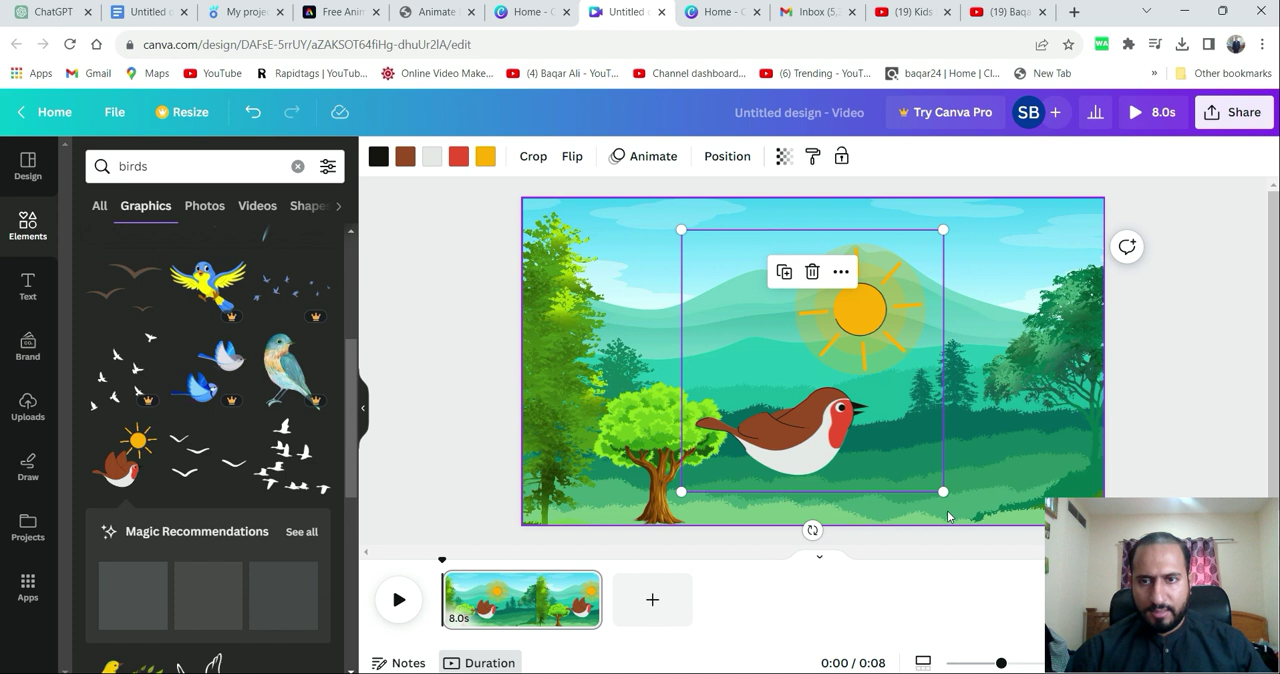 ChatGPT
Untitled d
My projec
Free Anim
Animate l
Home - C
Untitled d
Home - C
Inbox (5,
(19) Kids
(19) Baqa
canva.com/design/DAFsE-5rrUY/aZAKSOT64fiHg-dhuUr2lA/edit
Apps
Gmail
Maps
YouTube
Rapidtags | YouTub...
Online Video Make...
(4) Baqar Ali - YouT...
Channel dashboard...
(6) Trending - YouT...
baqar24 | Home | Cl...
New Tab
»
Other bookmarks
Home
File
Resize
Untitled design - Video
Try Canva Pro
SB
+
8.0s
Share
birds
Crop
Flip
Animate
Position
All
Graphics
Photos
Videos
Shapes
Design
Elements
Text
Brand
Uploads
Draw
Projects
Apps
Magic Recommendations
See all
8.0s
Notes
Duration
0:00 / 0:08